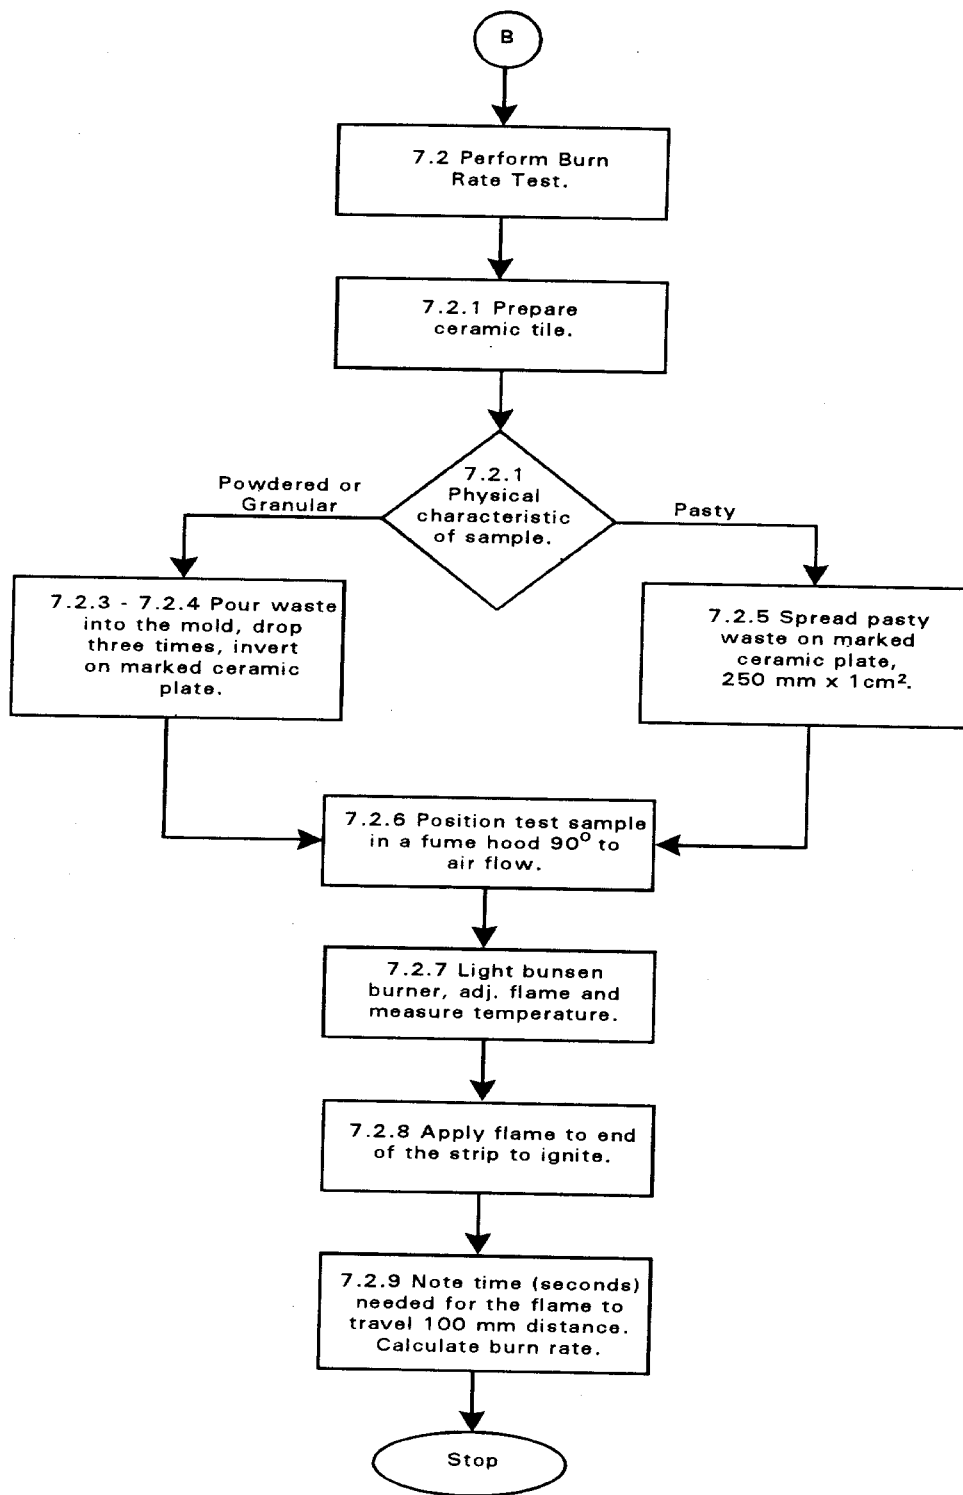 B
7.2 Perform Burn
Rate Test.
7.2.1 Prepare
ceramic tile.
7.2.1
Physical
characteristic
of sample.
Powdered or
Granular
Pasty
7.2.3 - 7.2.4 Pour waste
into the mold, drop
three times, invert
on marked ceramic
plate.
7.2.5 Spread pasty
waste on marked
ceramic plate,
250 mm x 1cm².
7.2.6 Position test sample
in a fume hood 90° to
air flow.
7.2.7 Light bunsen
burner, adj. flame and
measure temperature.
7.2.8 Apply flame to end
of the strip to ignite.
7.2.9 Note time (seconds)
needed for the flame to
travel 100 mm distance.
Calculate burn rate.
Stop